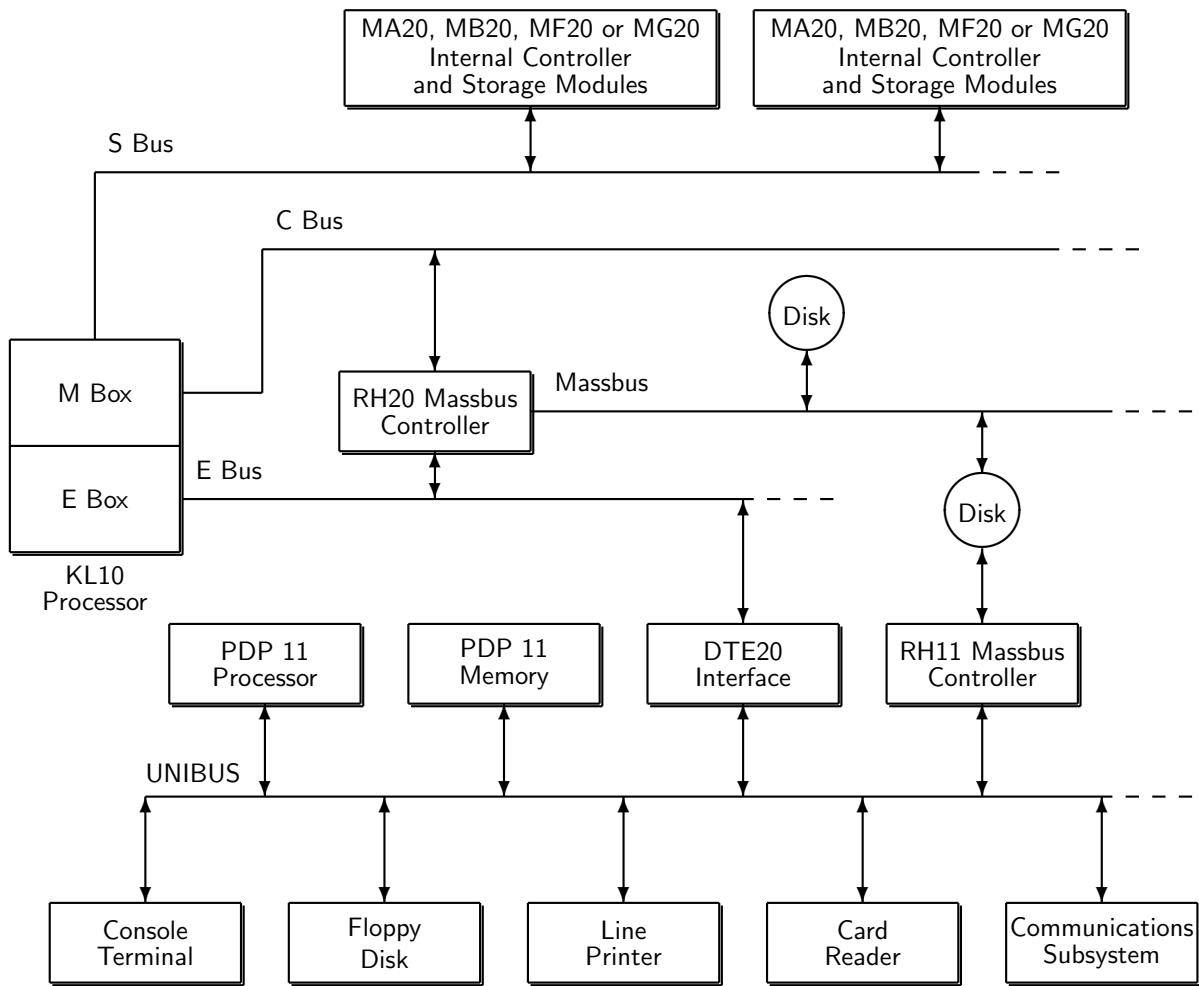 MA20, MB20, MF20 or MG20
Internal Controller
and Storage Modules
MA20, MB20, MF20 or MG20
Internal Controller
and Storage Modules
S Bus
C Bus
Disk
M Box
RH20 Massbus
Controller
Massbus
E Bus
E Box
Disk
KL10
Processor
PDP 11
Processor
PDP 11
Memory
DTE20
Interface
RH11 Massbus
Controller
UNIBUS
Console
Terminal
Floppy
Disk
Line
Printer
Card
Reader
Communications
Subsystem